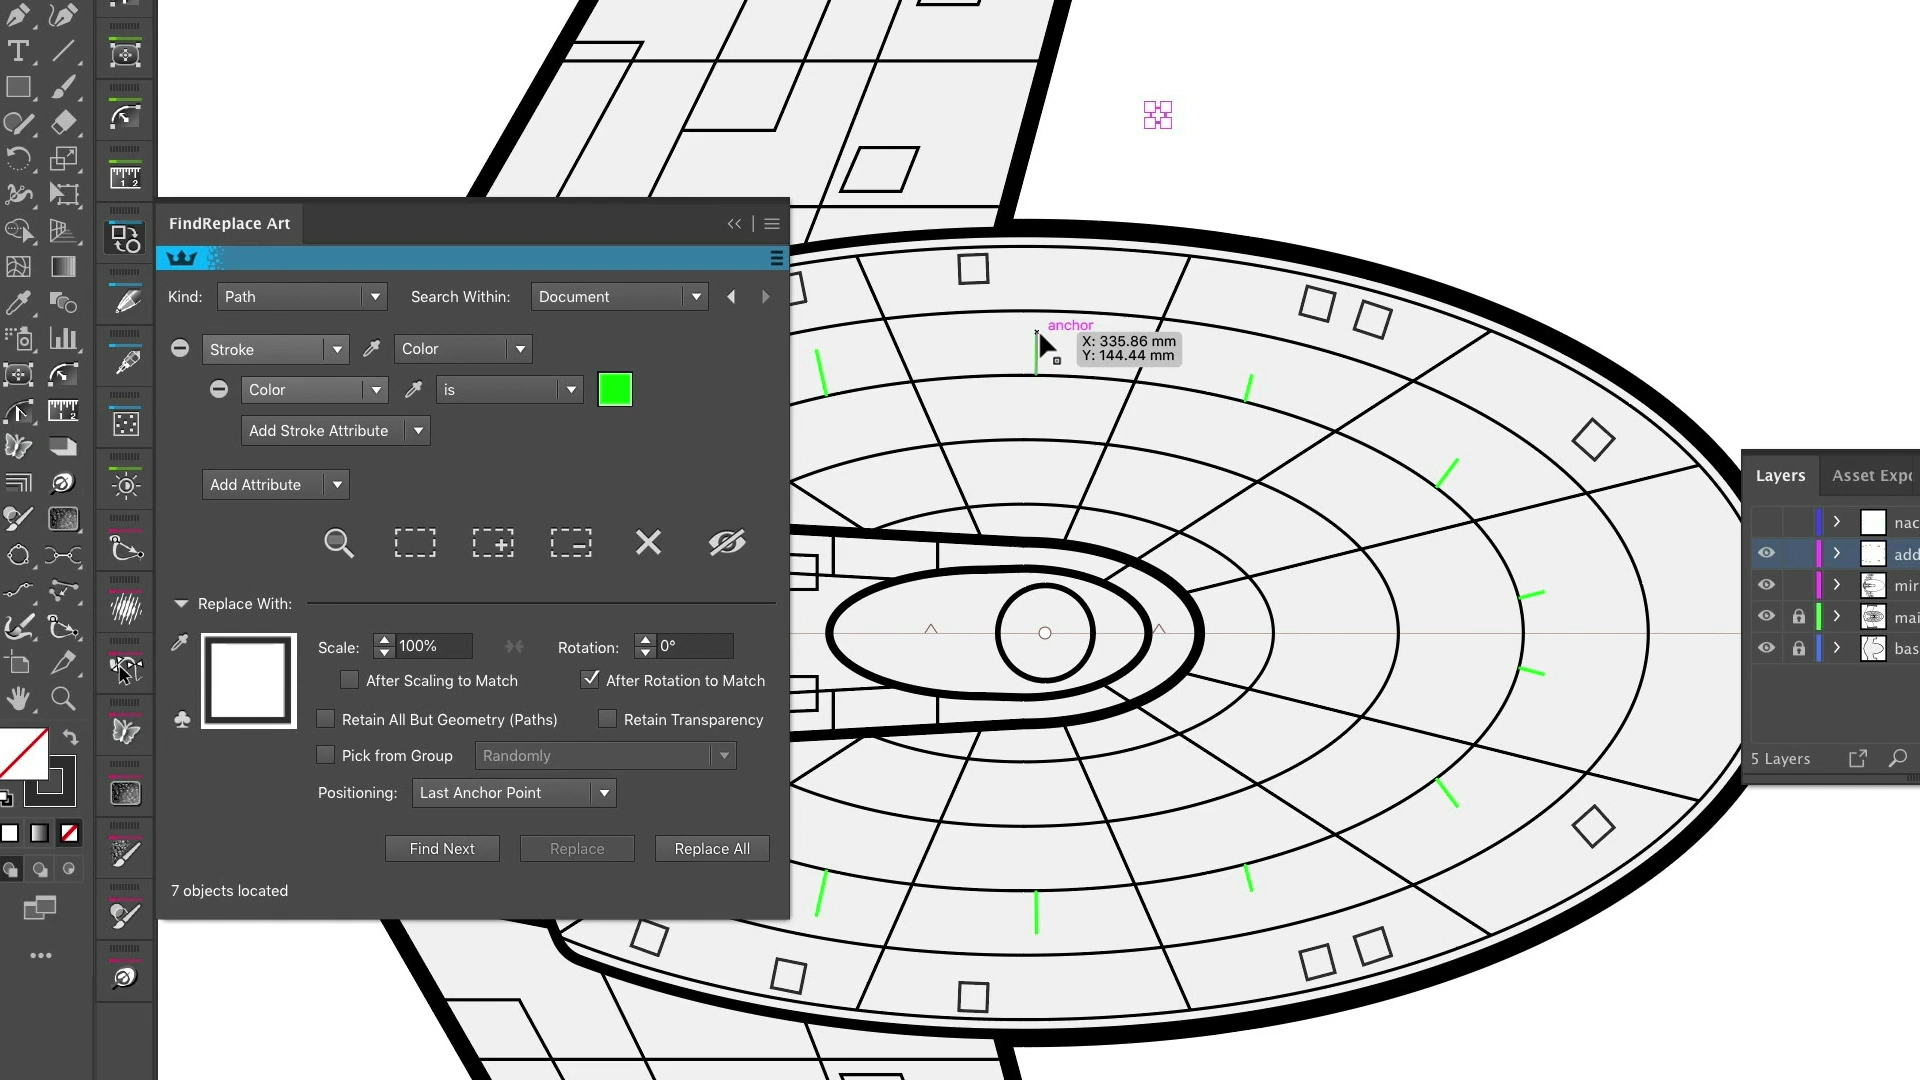 FindReplace Art
Kind: Path Search Within: Document
Stroke Color
Color is
Add Stroke Attribute
Add Attribute
Replace With:
Scale: 100% Rotation: 0°
After Scaling to Match After Rotation to Match
Retain All But Geometry (Paths) Retain Transparency
Pick from Group Randomly
Positioning: Last Anchor Point
Find Next Replace Replace All
7 objects located
anchor
X: 335.86 mm
Y: 144.44 mm
Layers Asset Expo
nac
add
mir
mai
bas
5 Layers